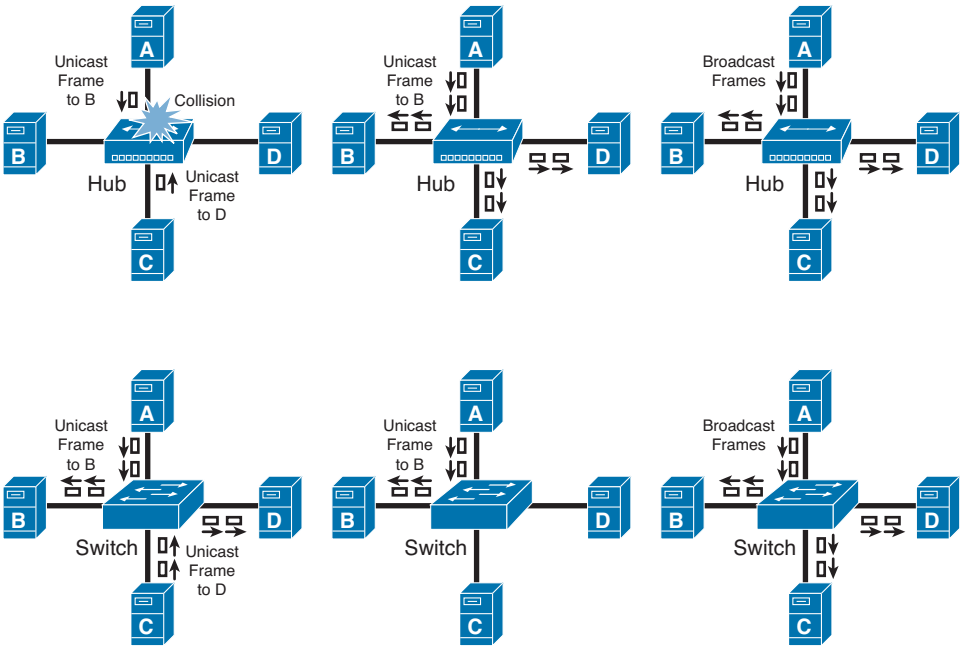 A
Unicast
Frame
to B
Collision
B
D
Hub
Unicast
Frame
to D
C
A
Unicast
Frame
to B
B
D
Hub
C
A
Broadcast
Frames
B
D
Hub
C
A
Unicast
Frame
to B
B
D
Switch
Unicast
Frame
to D
C
A
Unicast
Frame
to B
B
D
Switch
C
A
Broadcast
Frames
B
D
Switch
C